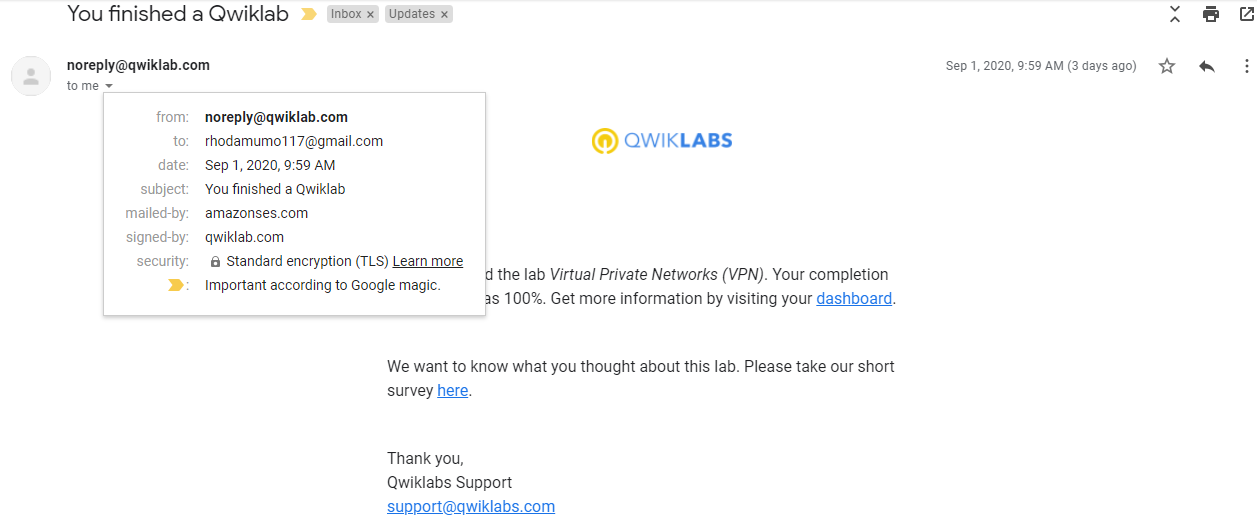 You finished a Qwiklab
Inbox x Updates x
noreply@qwiklab.com
Sep 1, 2020, 9:59 AM (3 days ago)
to me
from: noreply@qwiklab.com
to: rhodamumo117@gmail.com
date: Sep 1, 2020, 9:59 AM
subject: You finished a Qwiklab
mailed-by: amazonses.com
signed-by: qwiklab.com
security: Standard encryption (TLS) Learn more
: Important according to Google magic.
QWIKLABS
d the lab Virtual Private Networks (VPN). Your completion
as 100%. Get more information by visiting your dashboard.
We want to know what you thought about this lab. Please take our short
survey here.
Thank you,
Qwiklabs Support
support@qwiklabs.com